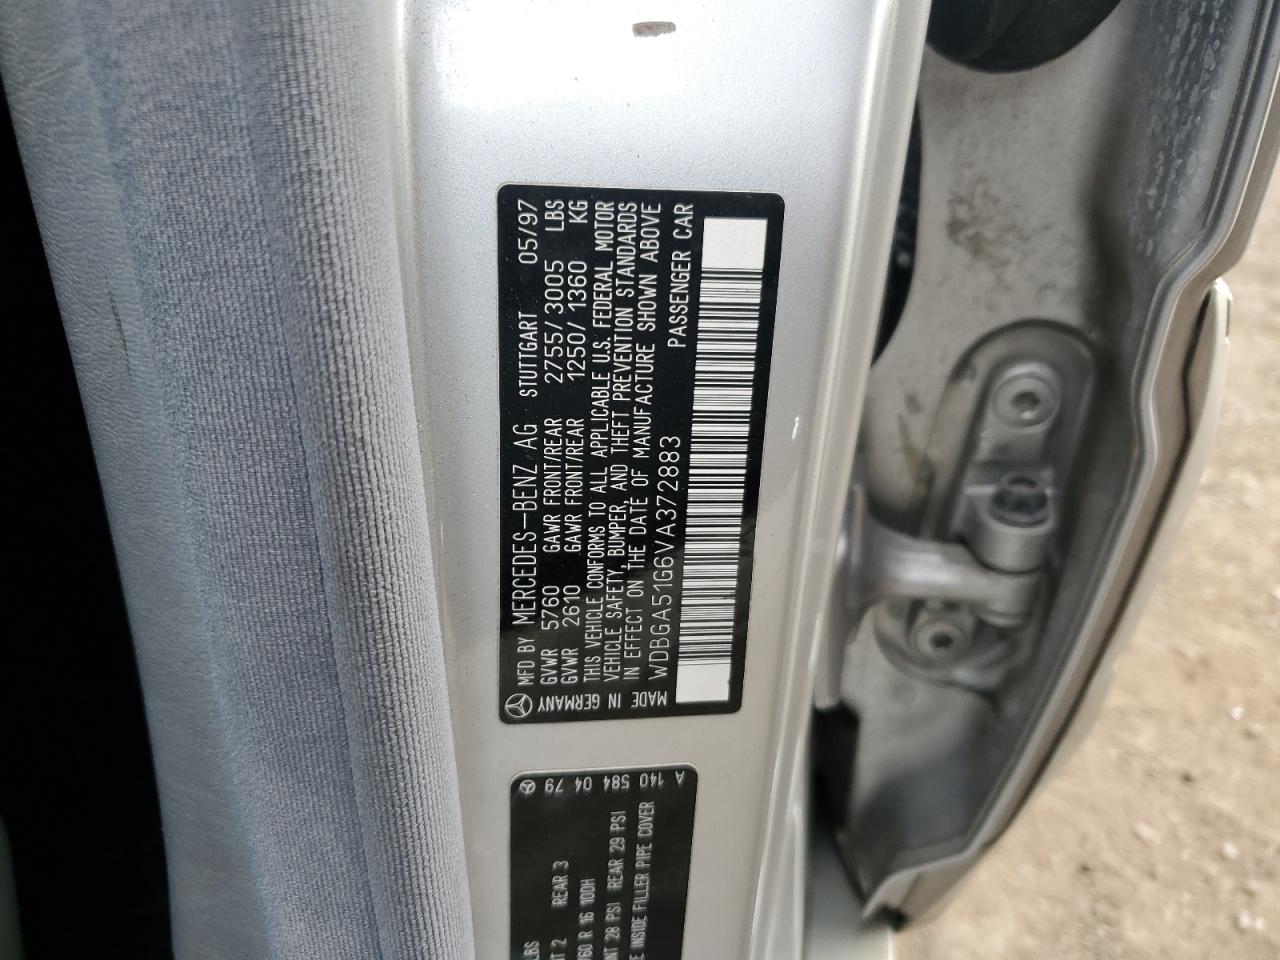 MFD BY MERCEDES-BENZ AG STUTTGART 05/97
GVWR 5760 GAWR FRONT/REAR 2755/ 3005 LBS
GVWR 2610 GAWR FRONT/REAR 1250/ 1360 KG
THIS VEHICLE CONFORMS TO ALL APPLICABLE U.S. FEDERAL MOTOR
VEHICLE SAFETY, BUMPER, AND THEFT PREVENTION STANDARDS
IN EFFECT ON THE DATE OF MANUFACTURE SHOWN ABOVE
WDBGA51G6VA372883 PASSENGER CAR
MADE IN GERMANY
A 140 584 04 79
LBS
2 REAR 3
R 16 100H
28 PSI REAR 29 PSI
INSIDE FILLER PIPE COVER